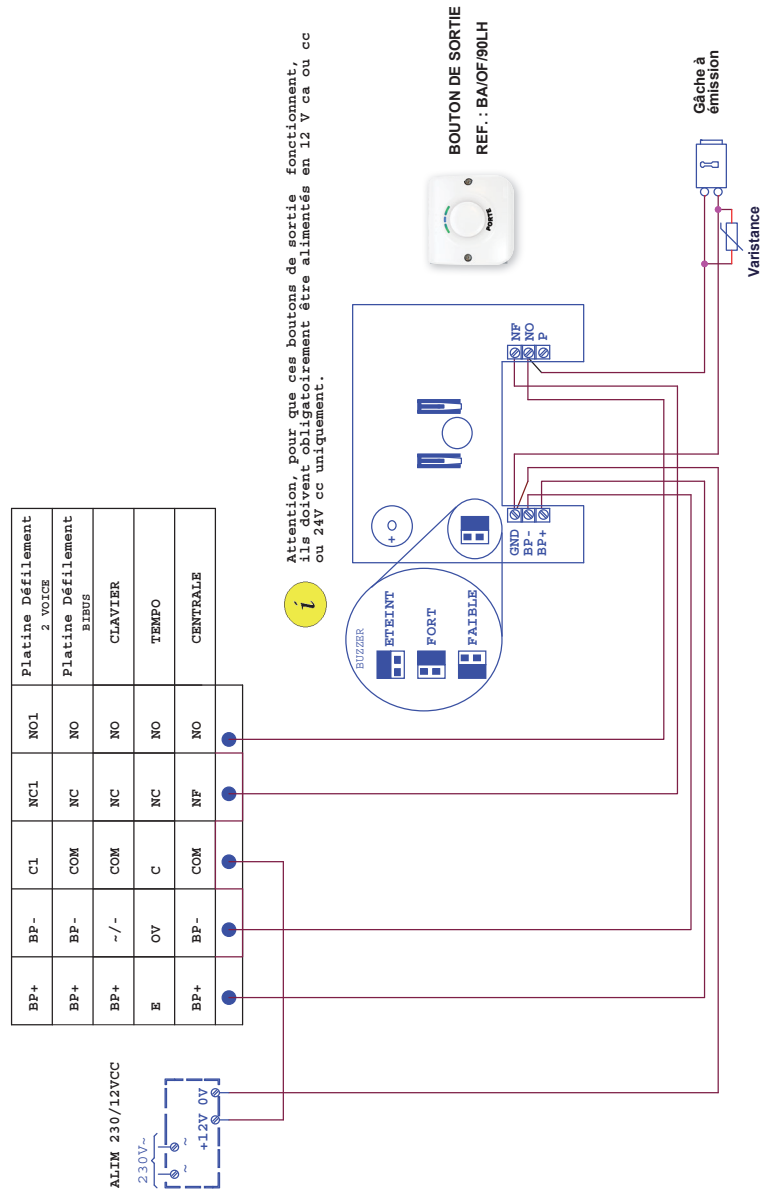 Platine Défilement
2 VOICE
NO1
NC1
C1
BP-
BP+
Platine Défilement
BIBUS
NO
NC
COM
BP-
BP+
CLAVIER
NO
NC
COM
~/-
BP+
TEMPO
NO
NC
C
0V
E
CENTRALE
NO
NF
COM
BP-
BP+
ALIM 230/12VCC
230V~
~ ~
+12V 0V
i
Attention, pour que ces boutons de sortie fonctionnent,
ils doivent obligatoirement être alimentés en 12 V ca ou cc
ou 24V cc uniquement.
BUZZER
ETEINT
FORT
FAIBLE
+
GND
BP-
BP+
NF
NO
P
PORTE
BOUTON DE SORTIE
REF. : BA/OF/90LH
Gâche à
émission
Varistance